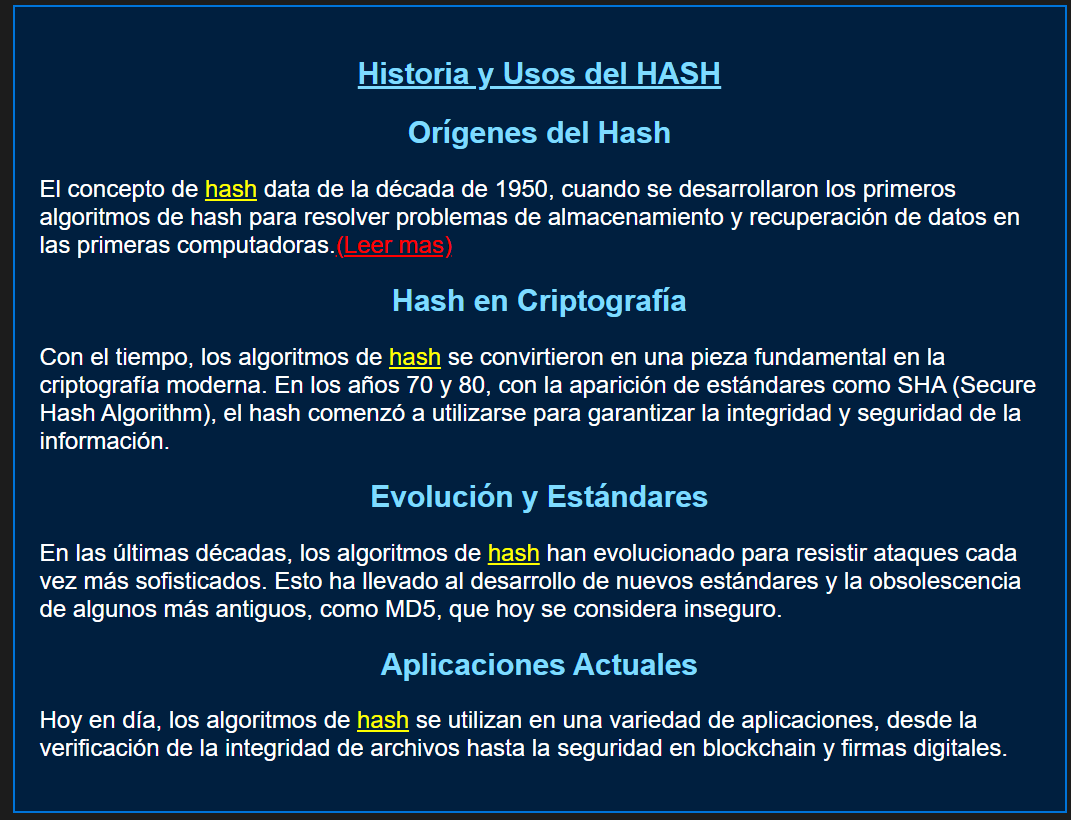 Historia y Usos del HASH
Orígenes del Hash
El concepto de hash data de la década de 1950, cuando se desarrollaron los primeros
algoritmos de hash para resolver problemas de almacenamiento y recuperación de datos en
las primeras computadoras.(Leer mas)
Hash en Criptografía
Con el tiempo, los algoritmos de hash se convirtieron en una pieza fundamental en la
criptografía moderna. En los años 70 y 80, con la aparición de estándares como SHA (Secure
Hash Algorithm), el hash comenzó a utilizarse para garantizar la integridad y seguridad de la
información.
Evolución y Estándares
En las últimas décadas, los algoritmos de hash han evolucionado para resistir ataques cada
vez más sofisticados. Esto ha llevado al desarrollo de nuevos estándares y la obsolescencia
de algunos más antiguos, como MD5, que hoy se considera inseguro.
Aplicaciones Actuales
Hoy en día, los algoritmos de hash se utilizan en una variedad de aplicaciones, desde la
verificación de la integridad de archivos hasta la seguridad en blockchain y firmas digitales.